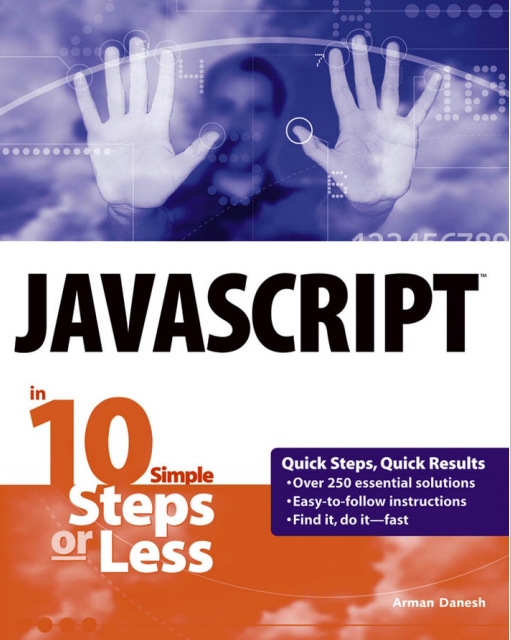 123456789
JAVASCRIPT™
in
10 Simple
Steps
or Less
Quick Steps, Quick Results
•Over 250 essential solutions
•Easy-to-follow instructions
•Find it, do it—fast
Arman Danesh